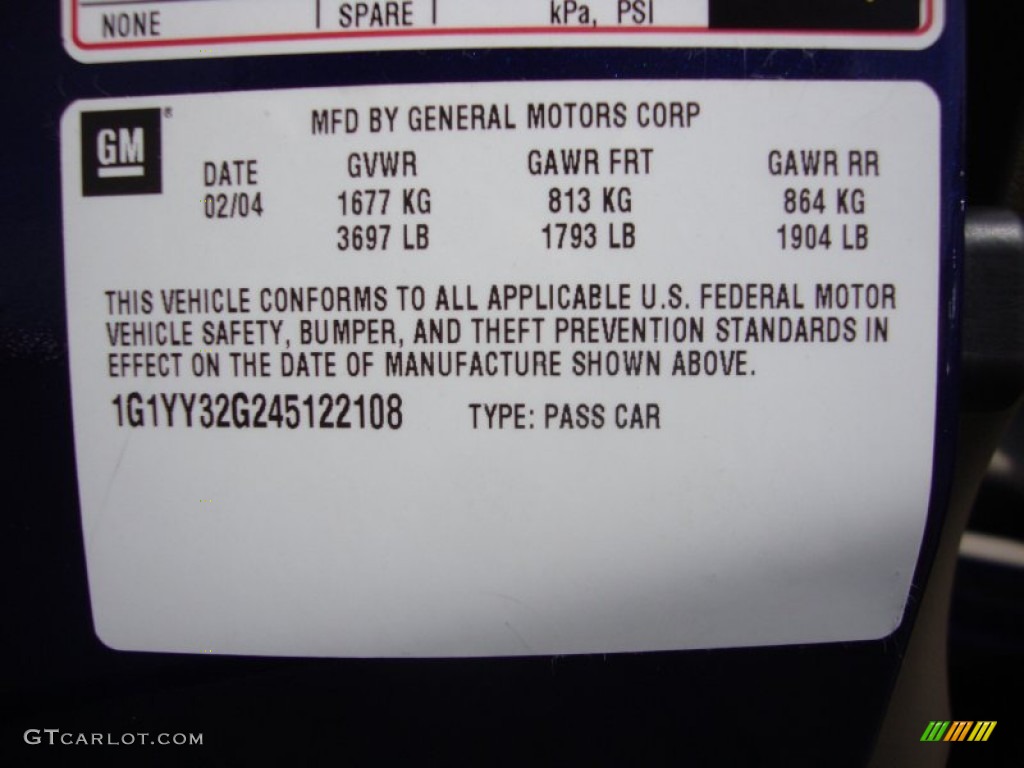 NONE SPARE kPa, PSI
GM ®
MFD BY GENERAL MOTORS CORP
DATE GVWR GAWR FRT GAWR RR
02/04 1677 KG 813 KG 864 KG
3697 LB 1793 LB 1904 LB
THIS VEHICLE CONFORMS TO ALL APPLICABLE U.S. FEDERAL MOTOR
VEHICLE SAFETY, BUMPER, AND THEFT PREVENTION STANDARDS IN
EFFECT ON THE DATE OF MANUFACTURE SHOWN ABOVE.
1G1YY32G245122108 TYPE: PASS CAR
GTCARLOT.COM